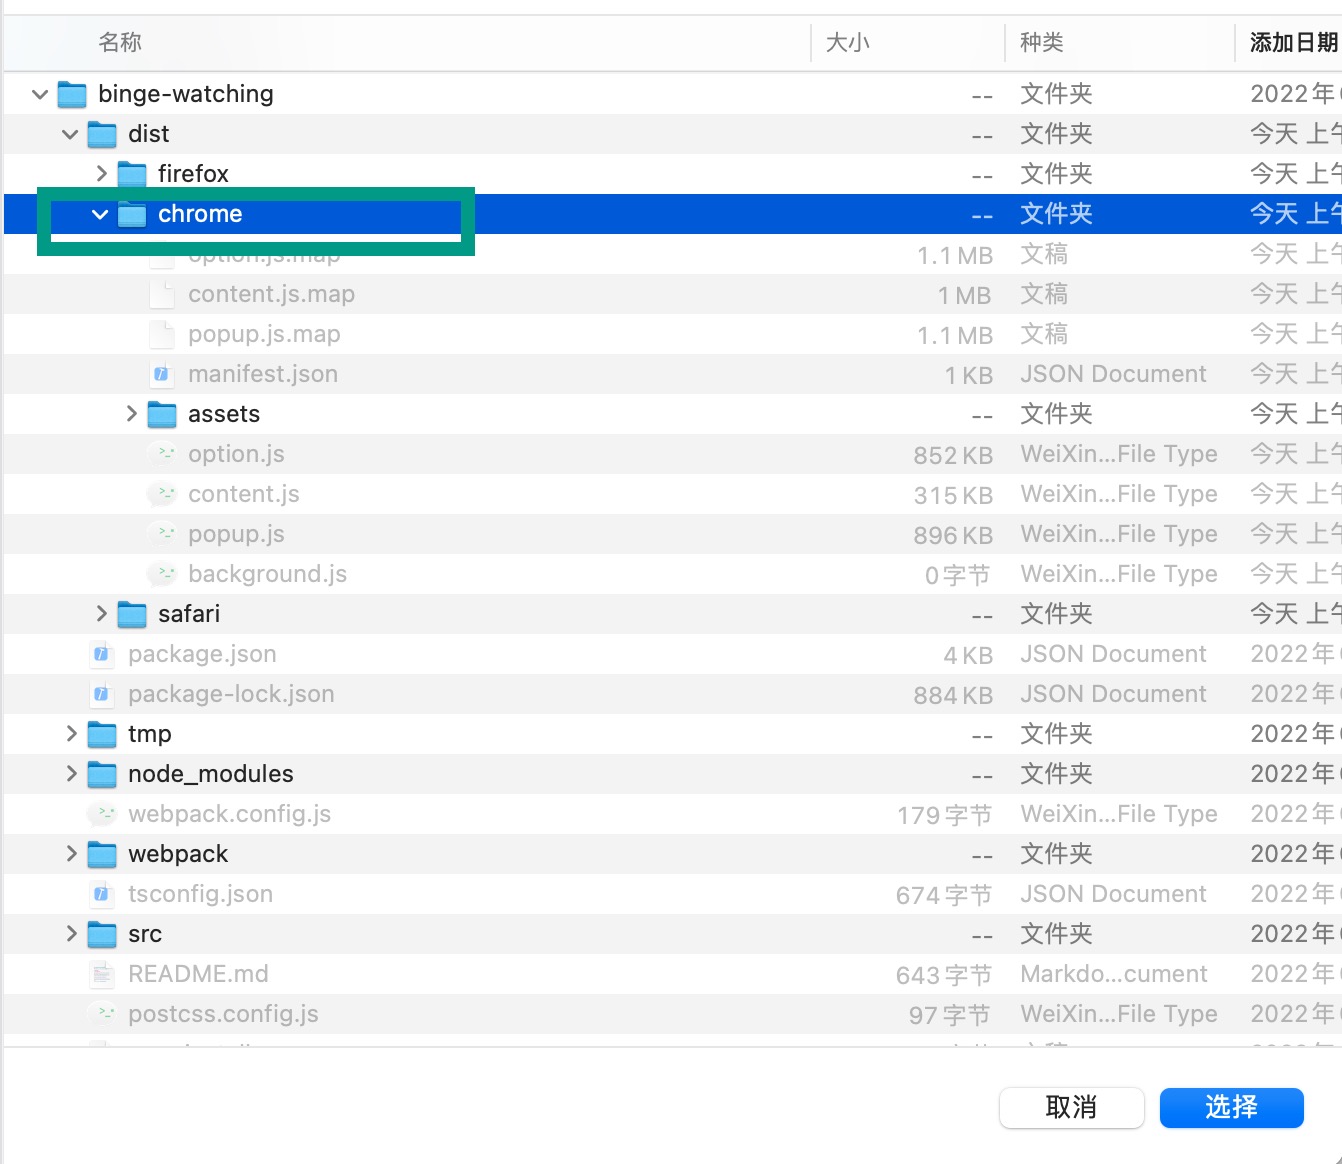 名称 大小 种类 添加日期
binge-watching -- 文件夹 2022年
dist -- 文件夹 今天 上午
firefox -- 文件夹 今天 上午
chrome -- 文件夹 今天 上午
option.js.map 1.1 MB 文稿 今天 上午
content.js.map 1 MB 文稿 今天 上午
popup.js.map 1.1 MB 文稿 今天 上午
manifest.json 1 KB JSON Document 今天 上午
assets -- 文件夹 今天 上午
option.js 852 KB WeiXin...File Type 今天 上午
content.js 315 KB WeiXin...File Type 今天 上午
popup.js 896 KB WeiXin...File Type 今天 上午
background.js 0 字节 WeiXin...File Type 今天 上午
safari -- 文件夹 今天 上午
package.json 4 KB JSON Document 2022年
package-lock.json 884 KB JSON Document 2022年
tmp -- 文件夹 2022年
node_modules -- 文件夹 2022年
webpack.config.js 179 字节 WeiXin...File Type 2022年
webpack -- 文件夹 2022年
tsconfig.json 674 字节 JSON Document 2022年
src -- 文件夹 2022年
README.md 643 字节 Markdo...cument 2022年
postcss.config.js 97 字节 WeiXin...File Type 2022年
取消 选择